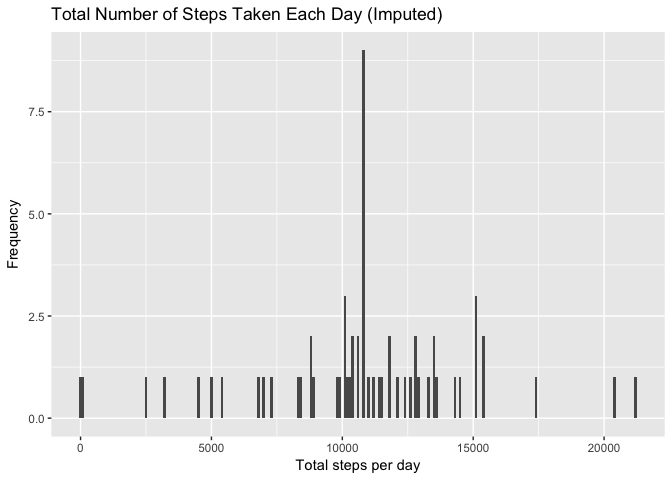 Total Number of Steps Taken Each Day (Imputed)
7.5
5.0
2.5
0.0
Frequency
0 5000 10000 15000 20000
Total steps per day